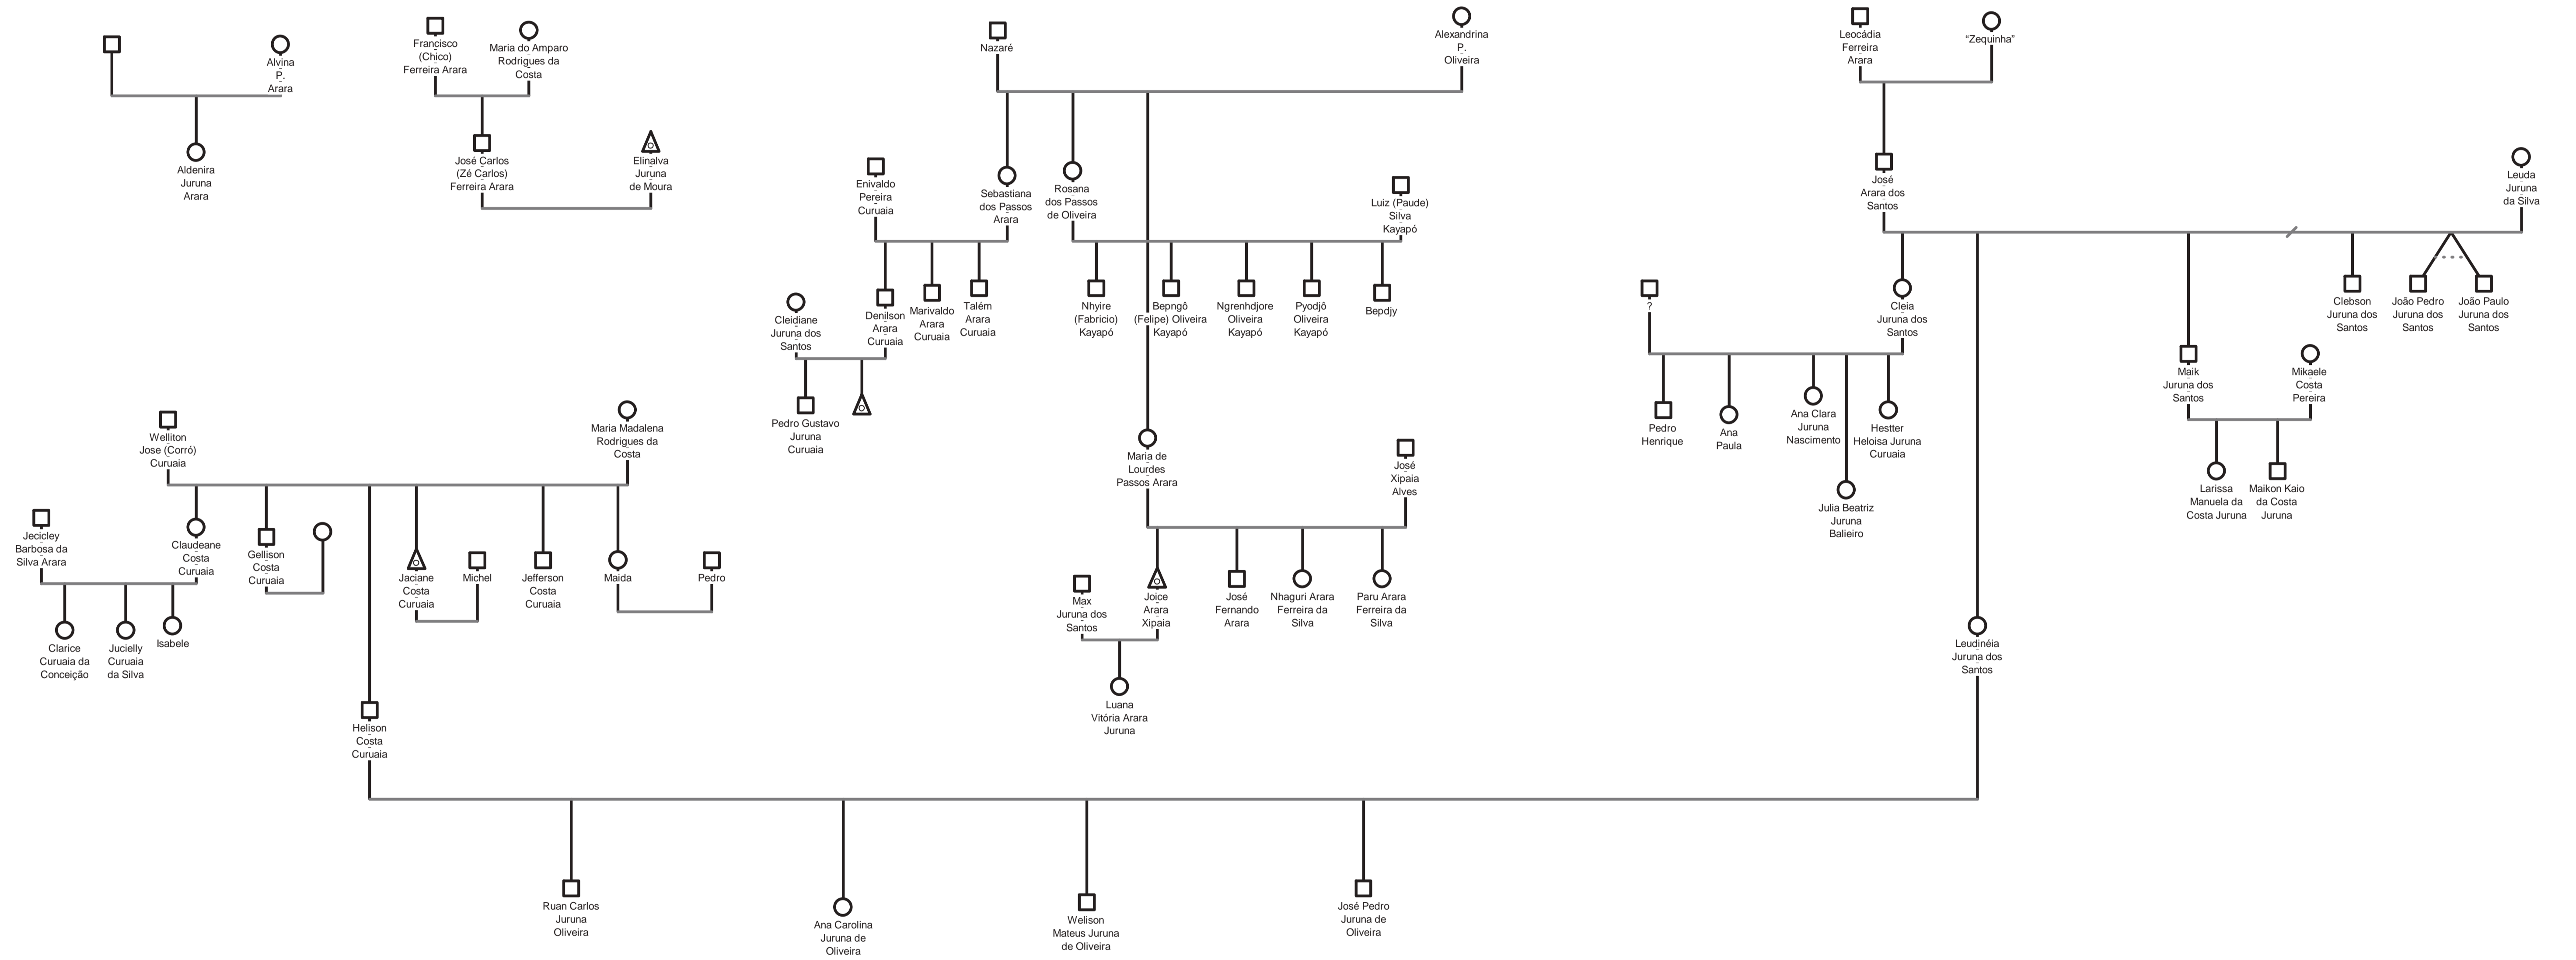 Alvina
P.
Arara
Aldenira
Juruna
Arara
Francisco
(Chico)
Ferreira Arara
Maria do Amparo
Rodrigues da
Costa
José Carlos
(Zé Carlos)
Ferreira Arara
Elinalva
Juruna
de Moura
Nazaré
Alexandrina
P.
Oliveira
Enivaldo
Pereira
Curuaia
Sebastiana
dos Passos
Arara
Rosana
dos Passos
de Oliveira
Luiz (Paude)
Silva
Kayapó
Cleidiane
Juruna dos
Santos
Denilson
Arara
Curuaia
Marivaldo
Arara
Curuaia
Talém
Arara
Curuaia
Nhyire
(Fabricio)
Kayapó
Bepngô
(Felipe) Oliveira
Kayapó
Ngrenhdjore
Oliveira
Kayapó
Pyodjô
Oliveira
Kayapó
Bepdjy
Pedro Gustavo
Juruna
Curuaia
Maria de
Lourdes
Passos Arara
José
Xipaia
Alves
Max
Juruna dos
Santos
Joice
Arara
Xipaia
José
Fernando
Arara
Nhaguri Arara
Ferreira da
Silva
Paru Arara
Ferreira da
Silva
Luana
Vitória Arara
Juruna
Leocádia
Ferreira
Arara
“Zequinha”
José
Arara dos
Santos
Leuda
Juruna
da Silva
?
Cleia
Juruna dos
Santos
Clebson
Juruna dos
Santos
João Pedro
Juruna dos
Santos
João Paulo
Juruna dos
Santos
Pedro
Henrique
Ana
Paula
Ana Clara
Juruna
Nascimento
Hestter
Heloisa Juruna
Curuaia
Julia Beatriz
Juruna
Balieiro
Maik
Juruna dos
Santos
Mikaele
Costa
Pereira
Larissa
Manuela da
Costa Juruna
Maikon Kaio
da Costa
Juruna
Leudinéia
Juruna dos
Santos
Welliton
Jose (Corró)
Curuaia
Maria Madalena
Rodrigues da
Costa
Jecicley
Barbosa da
Silva Arara
Claudeane
Costa
Curuaia
Gellison
Costa
Curuaia
Jaciane
Costa
Curuaia
Michel
Jefferson
Costa
Curuaia
Maida
Pedro
Clarice
Curuaia da
Conceição
Jucielly
Curuaia
da Silva
Isabele
Helison
Costa
Curuaia
Ruan Carlos
Juruna
Oliveira
Ana Carolina
Juruna de
Oliveira
Welison
Mateus Juruna
de Oliveira
José Pedro
Juruna de
Oliveira